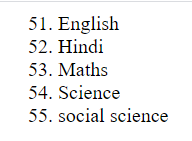 51. English
52. Hindi
53. Maths
54. Science
55. social science